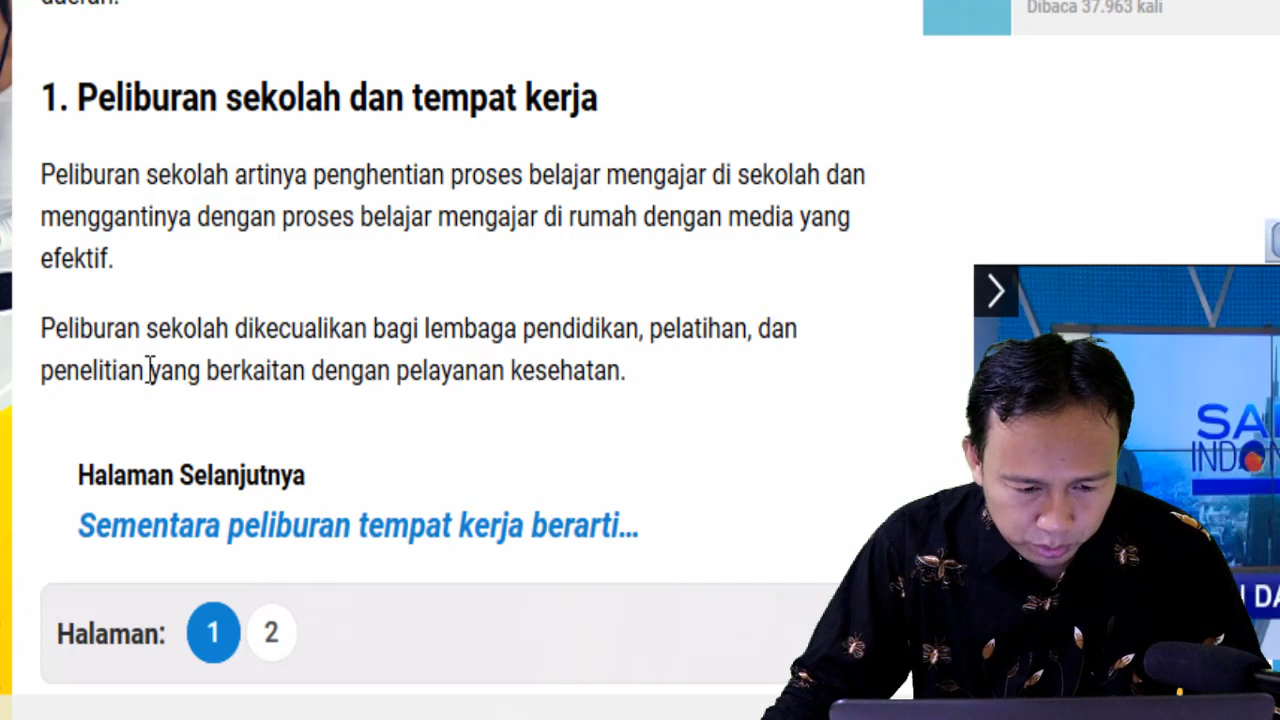 daerah.
Dibaca 37.963 kali
1. Peliburan sekolah dan tempat kerja
Peliburan sekolah artinya penghentian proses belajar mengajar di sekolah dan
menggantinya dengan proses belajar mengajar di rumah dengan media yang
efektif.
Peliburan sekolah dikecualikan bagi lembaga pendidikan, pelatihan, dan
penelitian yang berkaitan dengan pelayanan kesehatan.
Halaman Selanjutnya
Sementara peliburan tempat kerja berarti...
Halaman:
1 2